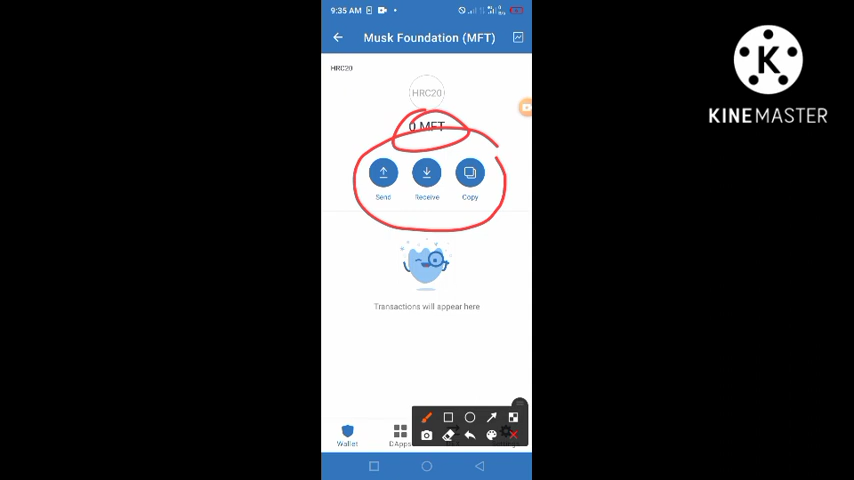 9:35 AM
Musk Foundation (MFT)
HRC20
HRC20
0 MFT
Send Receive Copy
Transactions will appear here
Wallet DApps
K
KINEMASTER